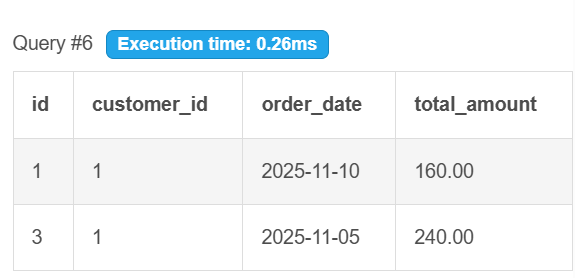 Query #6 Execution time: 0.26ms
id customer_id order_date total_amount
1 1 2025-11-10 160.00
3 1 2025-11-05 240.00